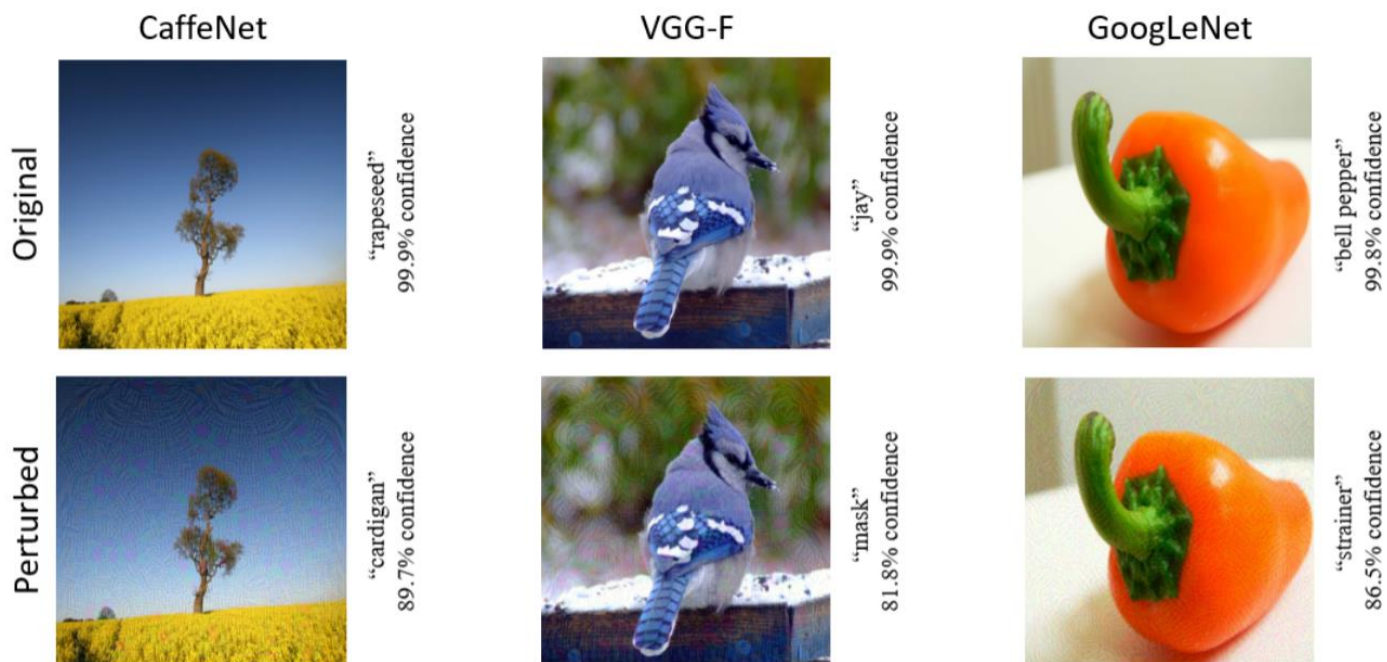 CaffeNet
VGG-F
GoogLeNet
Original
“rapeseed”
99.9% confidence
“jay”
99.9% confidence
“bell pepper”
99.8% confidence
Perturbed
“cardigan”
89.7% confidence
“mask”
81.8% confidence
“strainer”
86.5% confidence